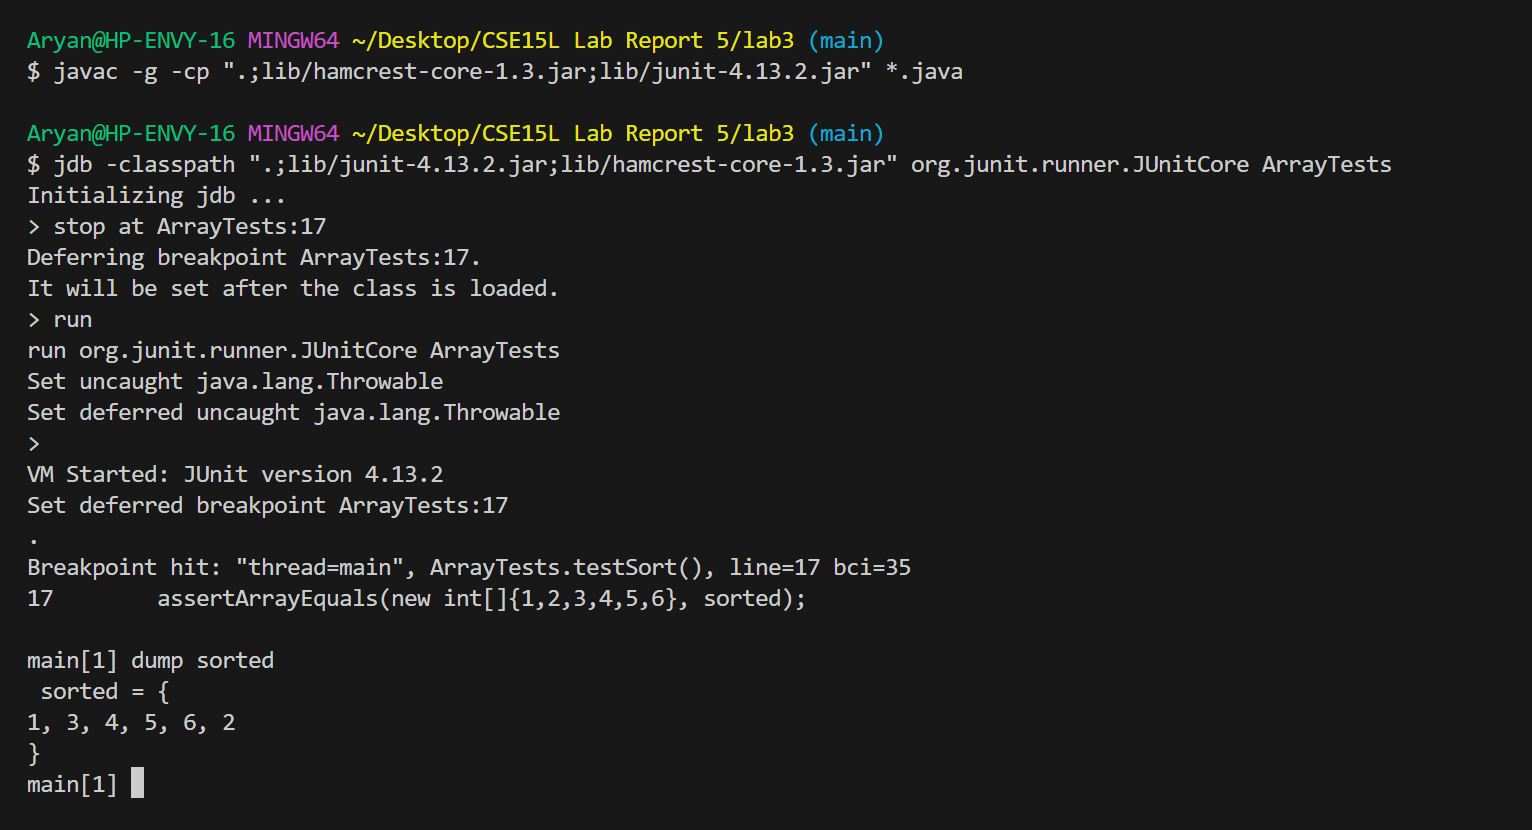 Aryan@HP-ENVY-16 MINGW64 ~/Desktop/CSE15L Lab Report 5/lab3 (main)
$ javac -g -cp ".;lib/hamcrest-core-1.3.jar;lib/junit-4.13.2.jar" *.java
Aryan@HP-ENVY-16 MINGW64 ~/Desktop/CSE15L Lab Report 5/lab3 (main)
$ jdb -classpath ".;lib/junit-4.13.2.jar;lib/hamcrest-core-1.3.jar" org.junit.runner.JUnitCore ArrayTests
Initializing jdb ...
> stop at ArrayTests:17
Deferring breakpoint ArrayTests:17.
It will be set after the class is loaded.
> run
run org.junit.runner.JUnitCore ArrayTests
Set uncaught java.lang.Throwable
Set deferred uncaught java.lang.Throwable
>
VM Started: JUnit version 4.13.2
Set deferred breakpoint ArrayTests:17
.
Breakpoint hit: "thread=main", ArrayTests.testSort(), line=17 bci=35
17        assertArrayEquals(new int[]{1,2,3,4,5,6}, sorted);
main[1] dump sorted
 sorted = {
1, 3, 4, 5, 6, 2
}
main[1]